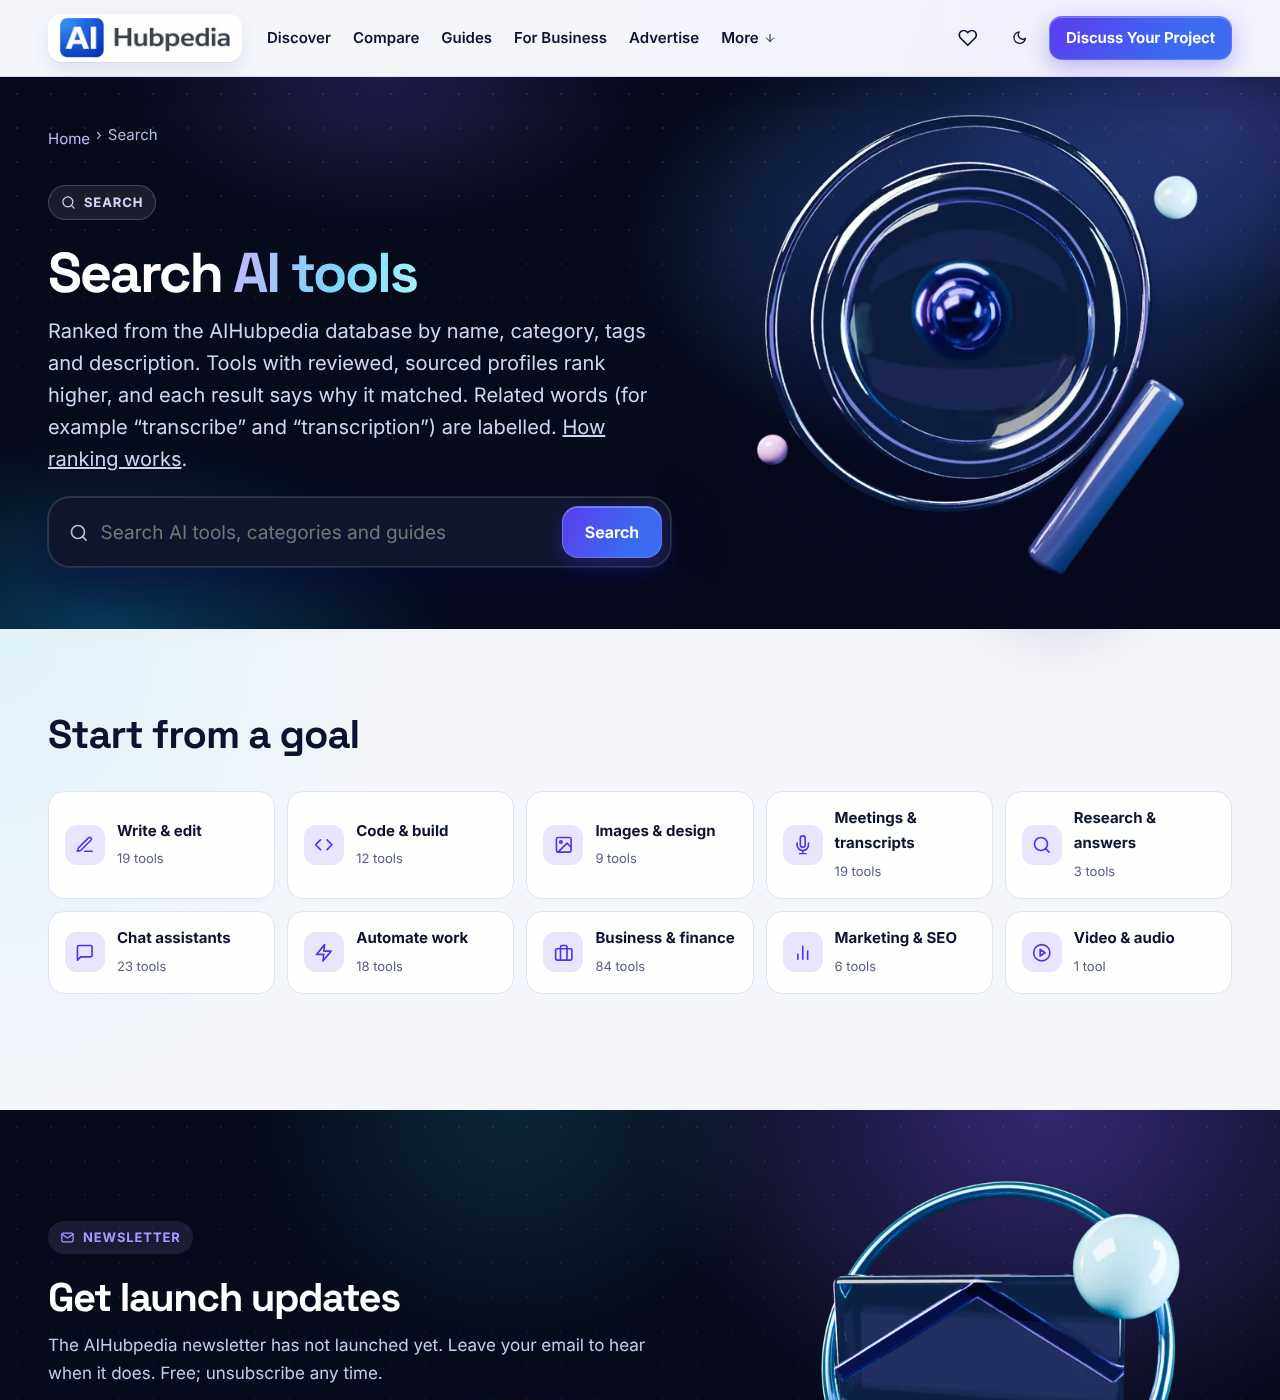 AI Hubpedia
Discover
Compare
Guides
For Business
Advertise
More
Discuss Your Project
Home › Search
SEARCH
Search AI tools
Ranked from the AIHubpedia database by name, category, tags
and description. Tools with reviewed, sourced profiles rank
higher, and each result says why it matched. Related words (for
example “transcribe” and “transcription”) are labelled. How
ranking works.
Search AI tools, categories and guides
Search
Start from a goal
Write & edit
19 tools
Code & build
12 tools
Images & design
9 tools
Meetings &
transcripts
19 tools
Research &
answers
3 tools
Chat assistants
23 tools
Automate work
18 tools
Business & finance
84 tools
Marketing & SEO
6 tools
Video & audio
1 tool
NEWSLETTER
Get launch updates
The AIHubpedia newsletter has not launched yet. Leave your email to hear
when it does. Free; unsubscribe any time.